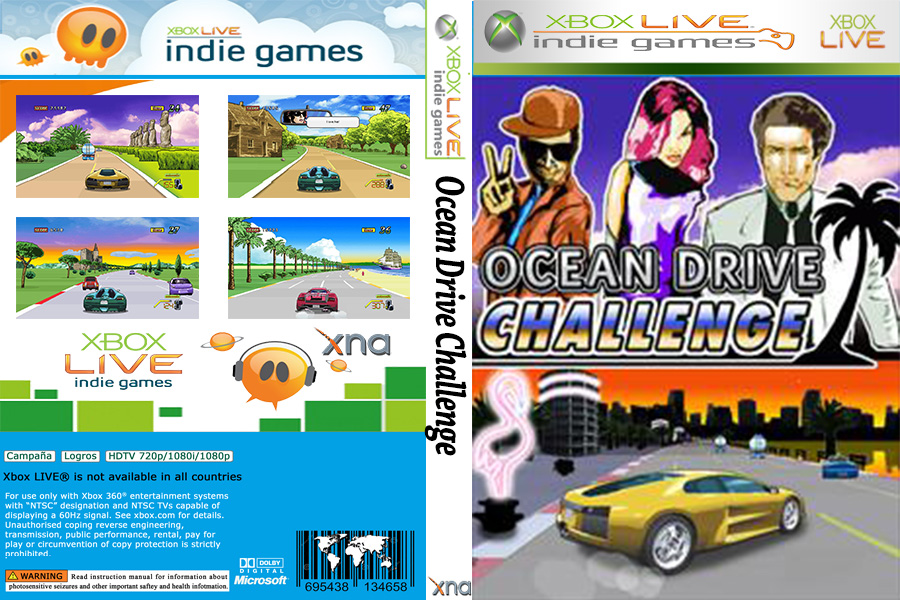 XBOX LIVE
indie games
XBOX LIVE
indie games
xna
Campaña Logros HDTV 720p/1080i/1080p
Xbox LIVE® is not available in all countries
For use only with Xbox 360® entertainment systems
with "NTSC" designation and NTSC TVs capable of
displaying a 60Hz signal. See xbox.com for details.
Unauthorised coping reverse engineering,
transmission, public performance, rental, pay for
play or circumvention of copy protection is strictly
prohibited.
WARNING Read instruction manual for information about
photosensitive seizures and other important saftey and health infotmation.
DOLBY
DIGITAL
Microsoft
695438 134658
XBOX LIVE
indie games
Ocean Drive Challenge
xna
XBOX LIVE
indie games
XBOX
LIVE
OCEAN DRIVE
CHALLENGE